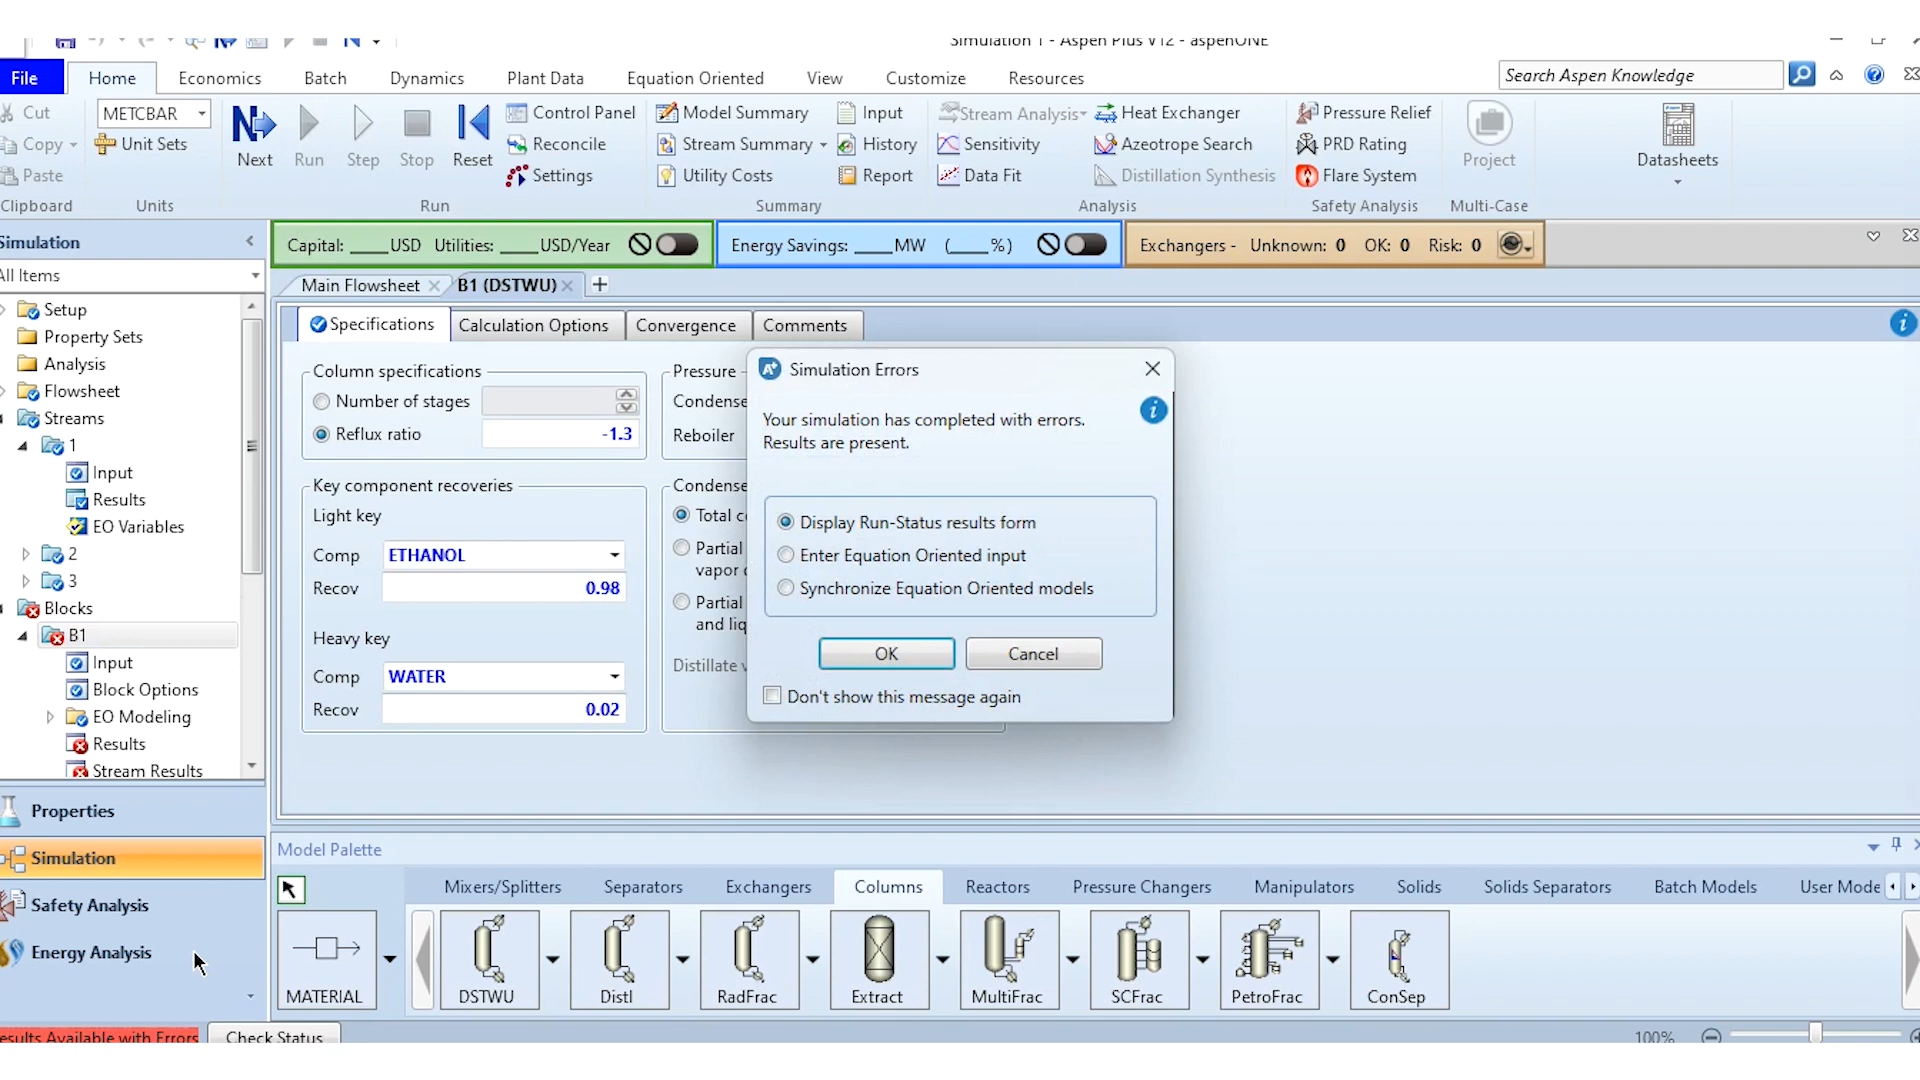 Simulation 1 - Aspen Plus V12 - aspenONE
File Home Economics Batch Dynamics Plant Data Equation Oriented View Customize Resources Search Aspen Knowledge
Cut METCBAR Control Panel Model Summary Input Stream Analysis Heat Exchanger Pressure Relief
Copy Unit Sets Next Run Step Stop Reset Reconcile Stream Summary History Sensitivity Azeotrope Search PRD Rating Project Datasheets
Paste Settings Utility Costs Report Data Fit Distillation Synthesis Flare System
Clipboard Units Run Summary Analysis Safety Analysis Multi-Case
Simulation
Capital: ____USD Utilities: ____USD/Year Energy Savings: ____MW (____%) Exchangers - Unknown: 0 OK: 0 Risk: 0
All Items
Main Flowsheet B1 (DSTWU) +
Setup
Property Sets
Analysis
Flowsheet
Streams
1
Input
Results
EO Variables
2
3
Blocks
B1
Input
Block Options
EO Modeling
Results
Stream Results
Properties
Simulation
Safety Analysis
Energy Analysis
Specifications Calculation Options Convergence Comments
Column specifications
Number of stages
Reflux ratio -1.3
Key component recoveries
Light key
Comp ETHANOL
Recov 0.98
Heavy key
Comp WATER
Recov 0.02
Pressure
Condense
Reboiler
Condense
Total c
Partial
vapor
Partial
and liq
Distillate
Simulation Errors
Your simulation has completed with errors.
Results are present.
Display Run-Status results form
Enter Equation Oriented input
Synchronize Equation Oriented models
OK Cancel
Don't show this message again
Model Palette
Mixers/Splitters Separators Exchangers Columns Reactors Pressure Changers Manipulators Solids Solids Separators Batch Models User Mode
MATERIAL DSTWU Distl RadFrac Extract MultiFrac SCFrac PetroFrac ConSep
esults Available with Errors Check Status 100%